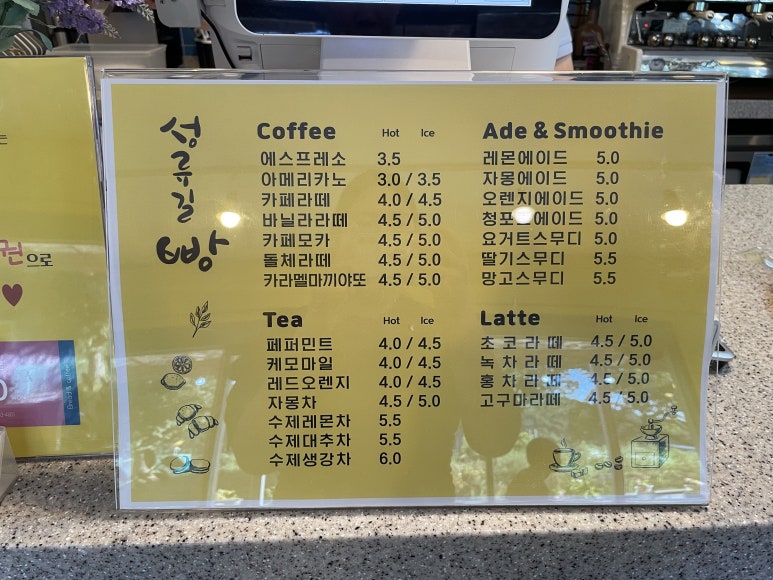 성류길
빵
Coffee Hot Ice
에스프레소 3.5
아메리카노 3.0 / 3.5
카페라떼 4.0 / 4.5
바닐라라떼 4.5 / 5.0
카페모카 4.5 / 5.0
돌체라떼 4.5 / 5.0
카라멜마끼야또 4.5 / 5.0
Tea Hot Ice
페퍼민트 4.0 / 4.5
케모마일 4.0 / 4.5
레드오렌지 4.0 / 4.5
자몽차 4.5 / 5.0
수제레몬차 5.5
수제대추차 5.5
수제생강차 6.0
Ade & Smoothie
레몬에이드 5.0
자몽에이드 5.0
오렌지에이드 5.0
청포도에이드 5.0
요거트스무디 5.0
딸기스무디 5.5
망고스무디 5.5
Latte Hot Ice
초코라떼 4.5 / 5.0
녹차라떼 4.5 / 5.0
홍차라떼 4.5 / 5.0
고구마라떼 4.5 / 5.0
는
권으로